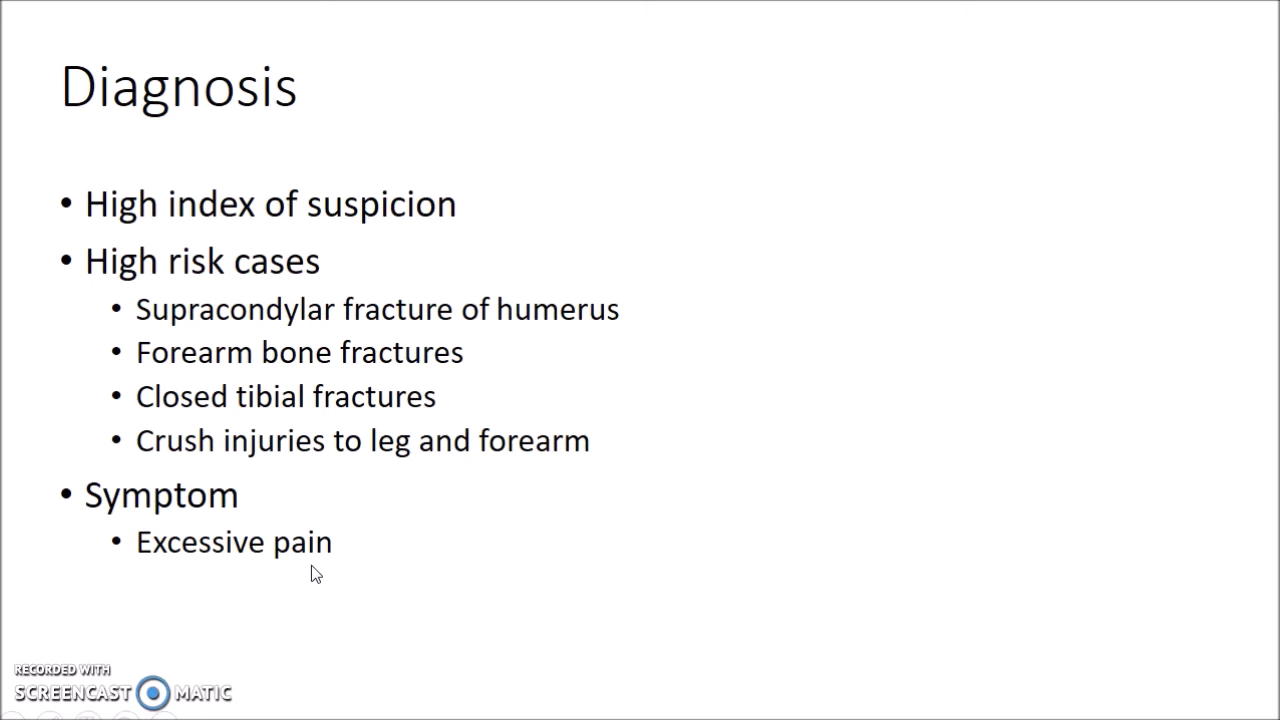 Diagnosis
• High index of suspicion
• High risk cases
• Supracondylar fracture of humerus
• Forearm bone fractures
• Closed tibial fractures
• Crush injuries to leg and forearm
• Symptom
• Excessive pain
RECORDED WITH
SCREENCAST MATIC